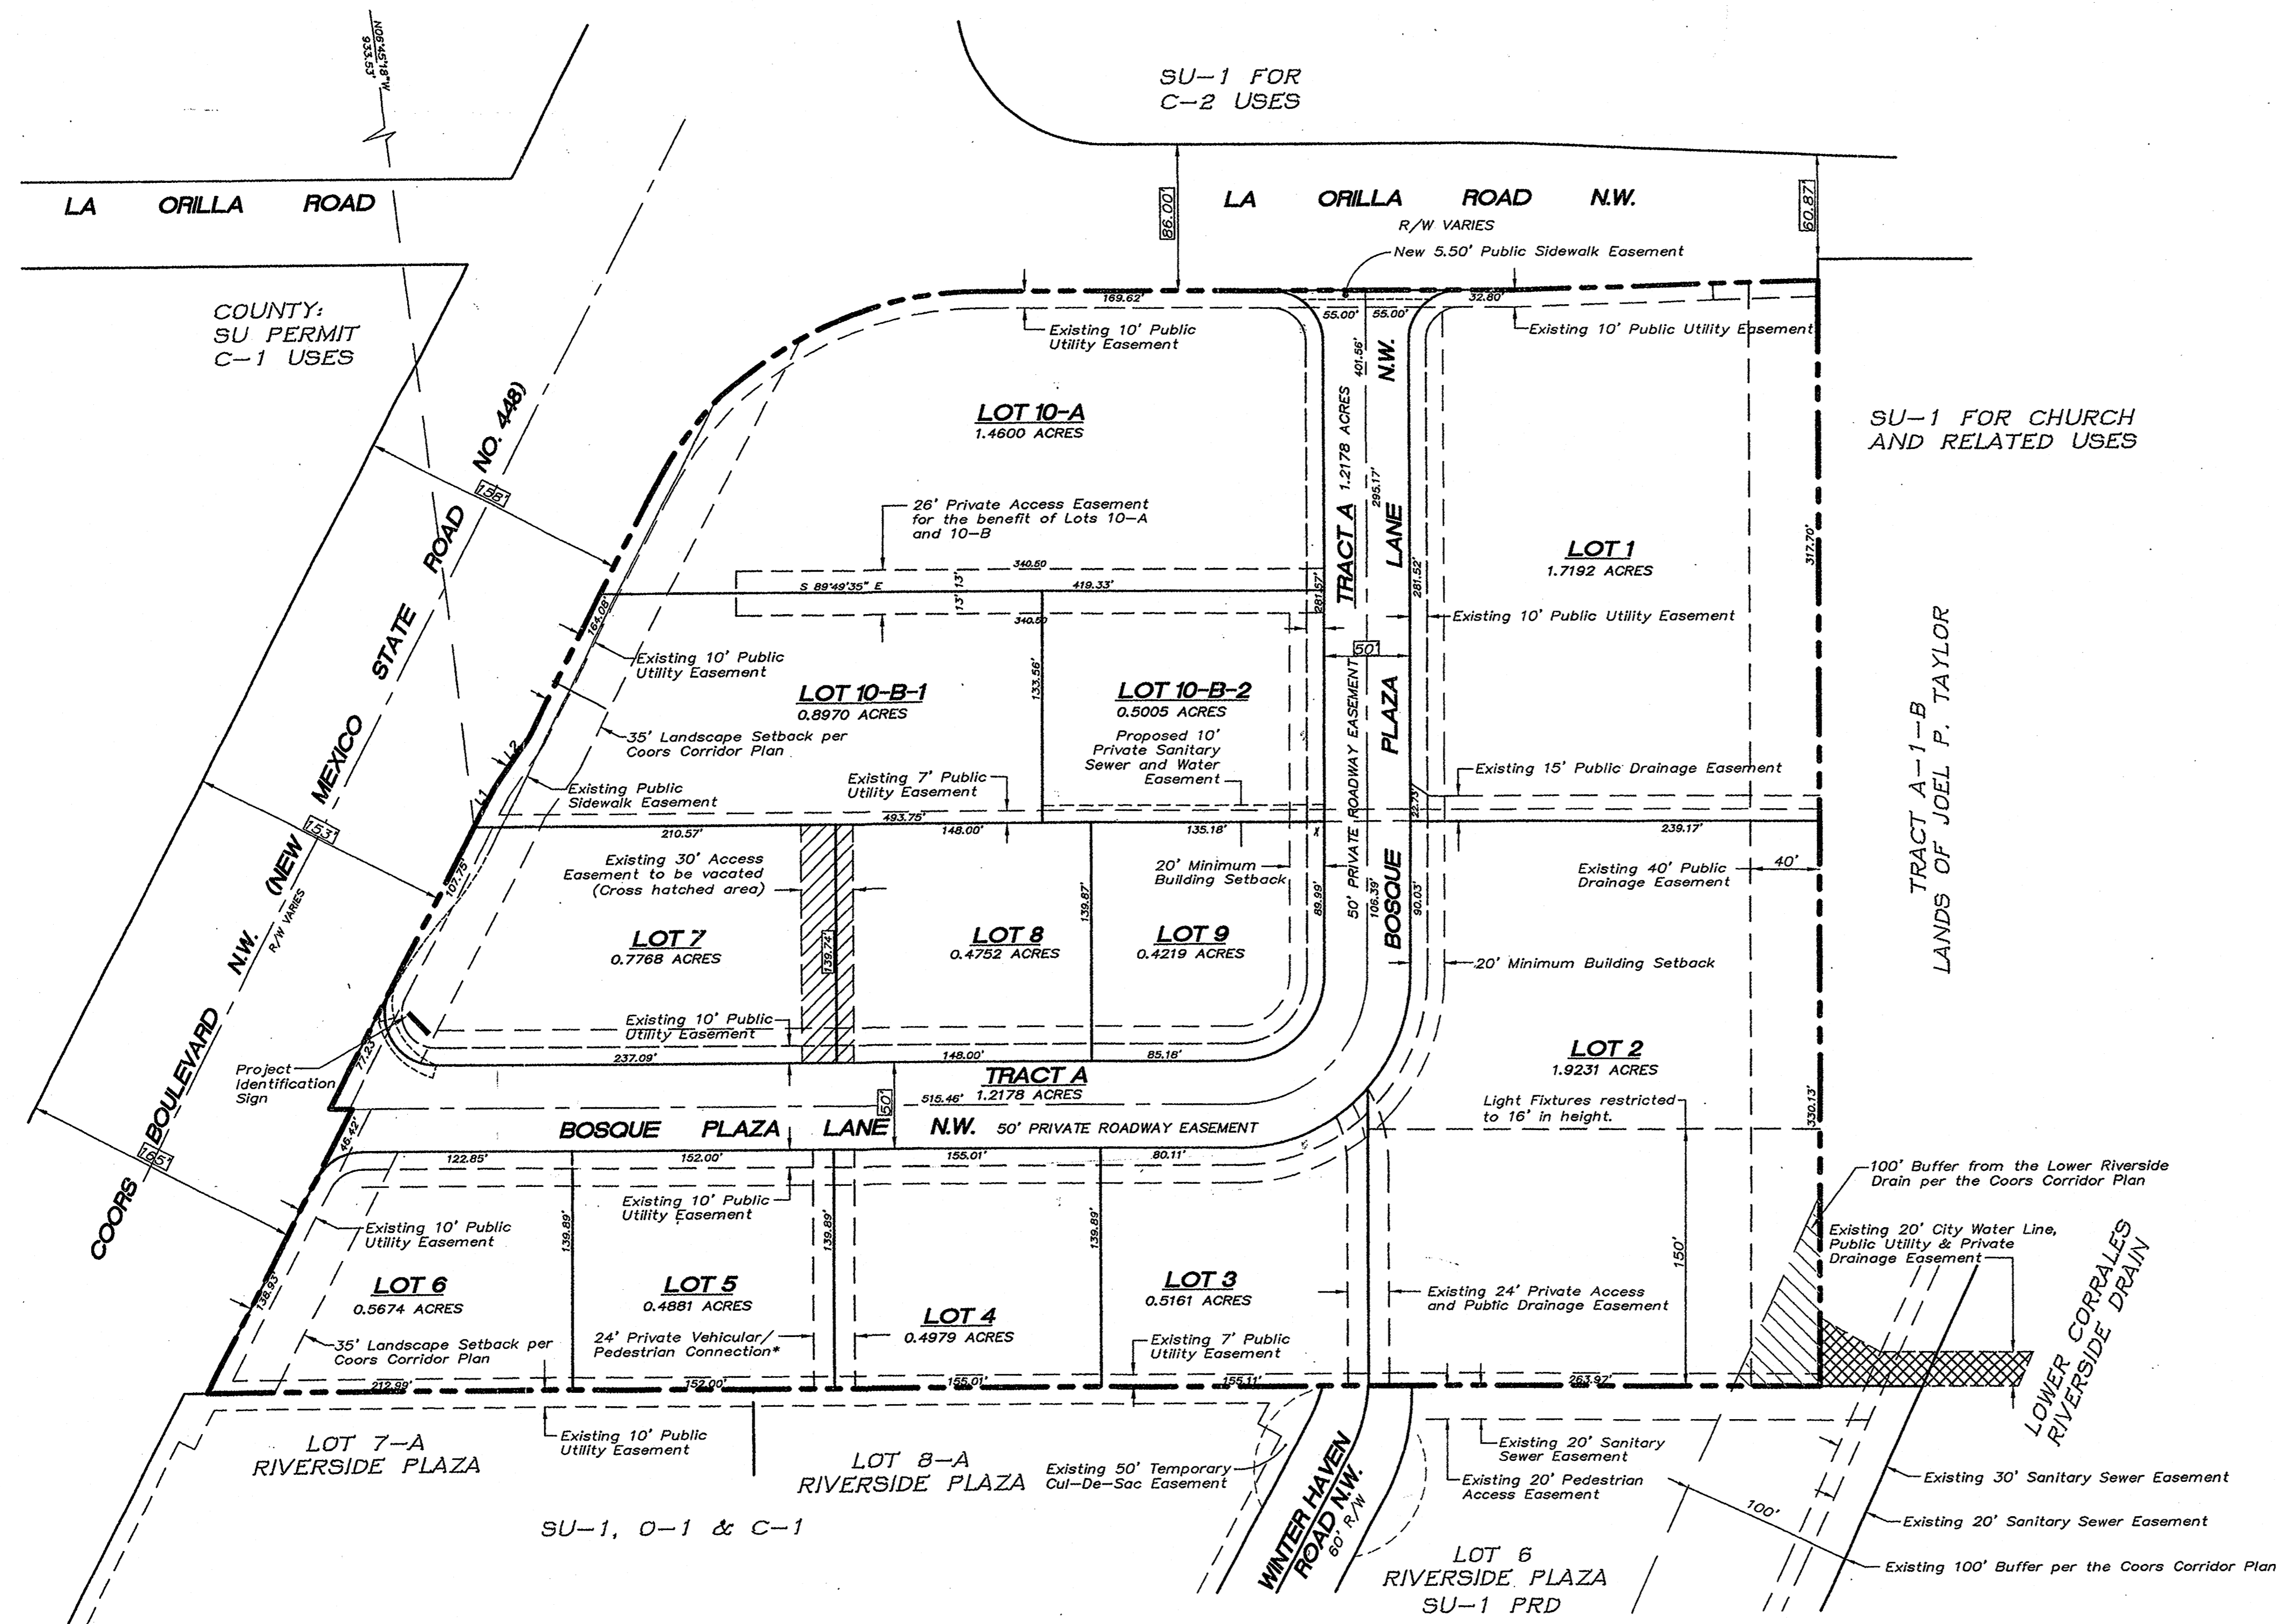 N06°45'18"W
933.53'
SU-1 FOR
C-2 USES
LA ORILLA ROAD
86.00'
LA ORILLA ROAD N.W.
R/W VARIES
60.87'
New 5.50' Public Sidewalk Easement
COUNTY:
SU PERMIT
C-1 USES
169.62'
55.00'
55.00'
32.80'
Existing 10' Public
Utility Easement
Existing 10' Public Utility Easement
LOT 10-A
1.4600 ACRES
401.56'
295.17'
TRACT A 1.2178 ACRES
BOSQUE PLAZA LANE N.W.
50' PRIVATE ROADWAY EASEMENT
SU-1 FOR CHURCH
AND RELATED USES
158'
26' Private Access Easement
for the benefit of Lots 10-A
and 10-B
340.50
S 89°49'35" E
13'
13'
419.33'
340.50
281.57'
281.52'
LOT 1
1.7192 ACRES
317.70'
Existing 10' Public Utility Easement
50'
164.08'
Existing 10' Public
Utility Easement
LOT 10-B-1
0.8970 ACRES
133.56'
LOT 10-B-2
0.5005 ACRES
Proposed 10'
Private Sanitary
Sewer and Water
Easement
35' Landscape Setback per
Coors Corridor Plan
L2
L1
Existing Public
Sidewalk Easement
Existing 7' Public
Utility Easement
Existing 15' Public Drainage Easement
22.73'
TRACT A-1-B
LANDS OF JOEL P. TAYLOR
COORS BOULEVARD N.W. (NEW MEXICO STATE ROAD NO. 448)
R/W VARIES
153'
107.75'
493.75'
210.57'
148.00'
135.18'
239.17'
Existing 30' Access
Easement to be vacated
(Cross hatched area)
20' Minimum
Building Setback
Existing 40' Public
Drainage Easement
40'
139.87'
89.99'
106.39'
90.03'
LOT 7
0.7768 ACRES
139.74'
LOT 8
0.4752 ACRES
LOT 9
0.4219 ACRES
20' Minimum Building Setback
Existing 10' Public
Utility Easement
237.09'
148.00'
85.18'
77.23'
Project
Identification
Sign
TRACT A
1.2178 ACRES
515.46'
50'
BOSQUE PLAZA LANE N.W. 50' PRIVATE ROADWAY EASEMENT
LOT 2
1.9231 ACRES
Light Fixtures restricted
to 16' in height.
330.13'
165'
46.42'
122.85'
152.00'
155.01'
80.11'
Existing 10' Public
Utility Easement
Existing 10' Public
Utility Easement
139.89'
139.89'
139.89'
138.93'
LOT 6
0.5674 ACRES
LOT 5
0.4881 ACRES
LOT 4
0.4979 ACRES
LOT 3
0.5161 ACRES
150'
Existing 24' Private Access
and Public Drainage Easement
35' Landscape Setback per
Coors Corridor Plan
24' Private Vehicular/
Pedestrian Connection*
Existing 7' Public
Utility Easement
100' Buffer from the Lower Riverside
Drain per the Coors Corridor Plan
Existing 20' City Water Line,
Public Utility & Private
Drainage Easement
LOWER CORRALES
RIVERSIDE DRAIN
212.99'
152.00'
155.01'
155.11'
263.97'
Existing 10' Public
Utility Easement
LOT 7-A
RIVERSIDE PLAZA
LOT 8-A
RIVERSIDE PLAZA
Existing 50' Temporary
Cul-De-Sac Easement
SU-1, O-1 & C-1
WINTER HAVEN
ROAD N.W.
60' R/W
Existing 20' Sanitary
Sewer Easement
Existing 20' Pedestrian
Access Easement
LOT 6
RIVERSIDE PLAZA
SU-1 PRD
100'
Existing 30' Sanitary Sewer Easement
Existing 20' Sanitary Sewer Easement
Existing 100' Buffer per the Coors Corridor Plan